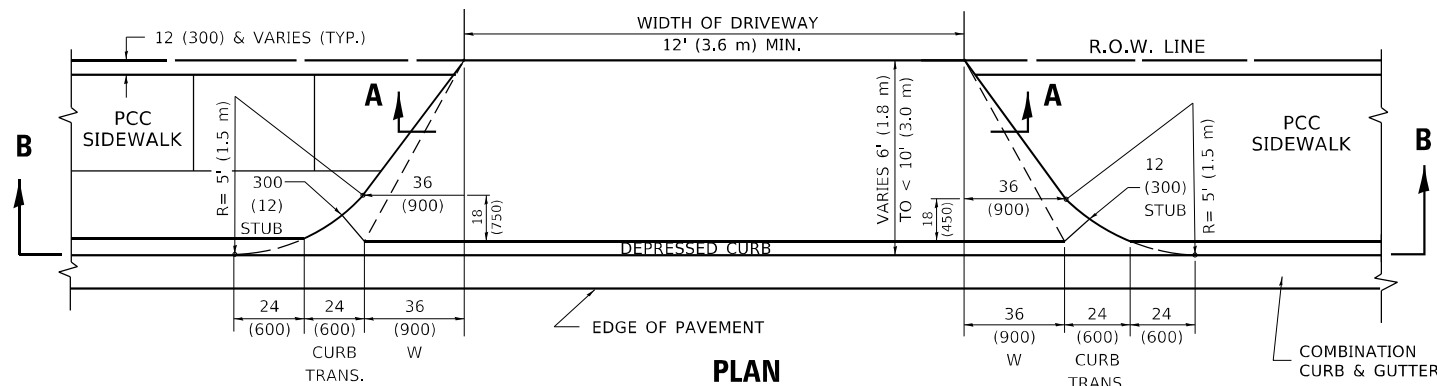 WIDTH OF DRIVEWAY
12' (3.6 m) MIN.
12 (300) & VARIES (TYP.)
R.O.W. LINE
A
A
PCC
SIDEWALK
PCC
SIDEWALK
B
B
R= 5' (1.5 m)
300
(12)
STUB
36
(900)
18
(750)
VARIES 6' (1.8 m)
TO < 10' (3.0 m)
36
(900)
18
(450)
12
(300)
STUB
R= 5' (1.5 m)
DEPRESSED CURB
24
(600)
24
(600)
CURB
TRANS.
36
(900)
W
EDGE OF PAVEMENT
PLAN
36
(900)
W
24
(600)
CURB
TRANS.
24
(600)
COMBINATION
CURB & GUTTER